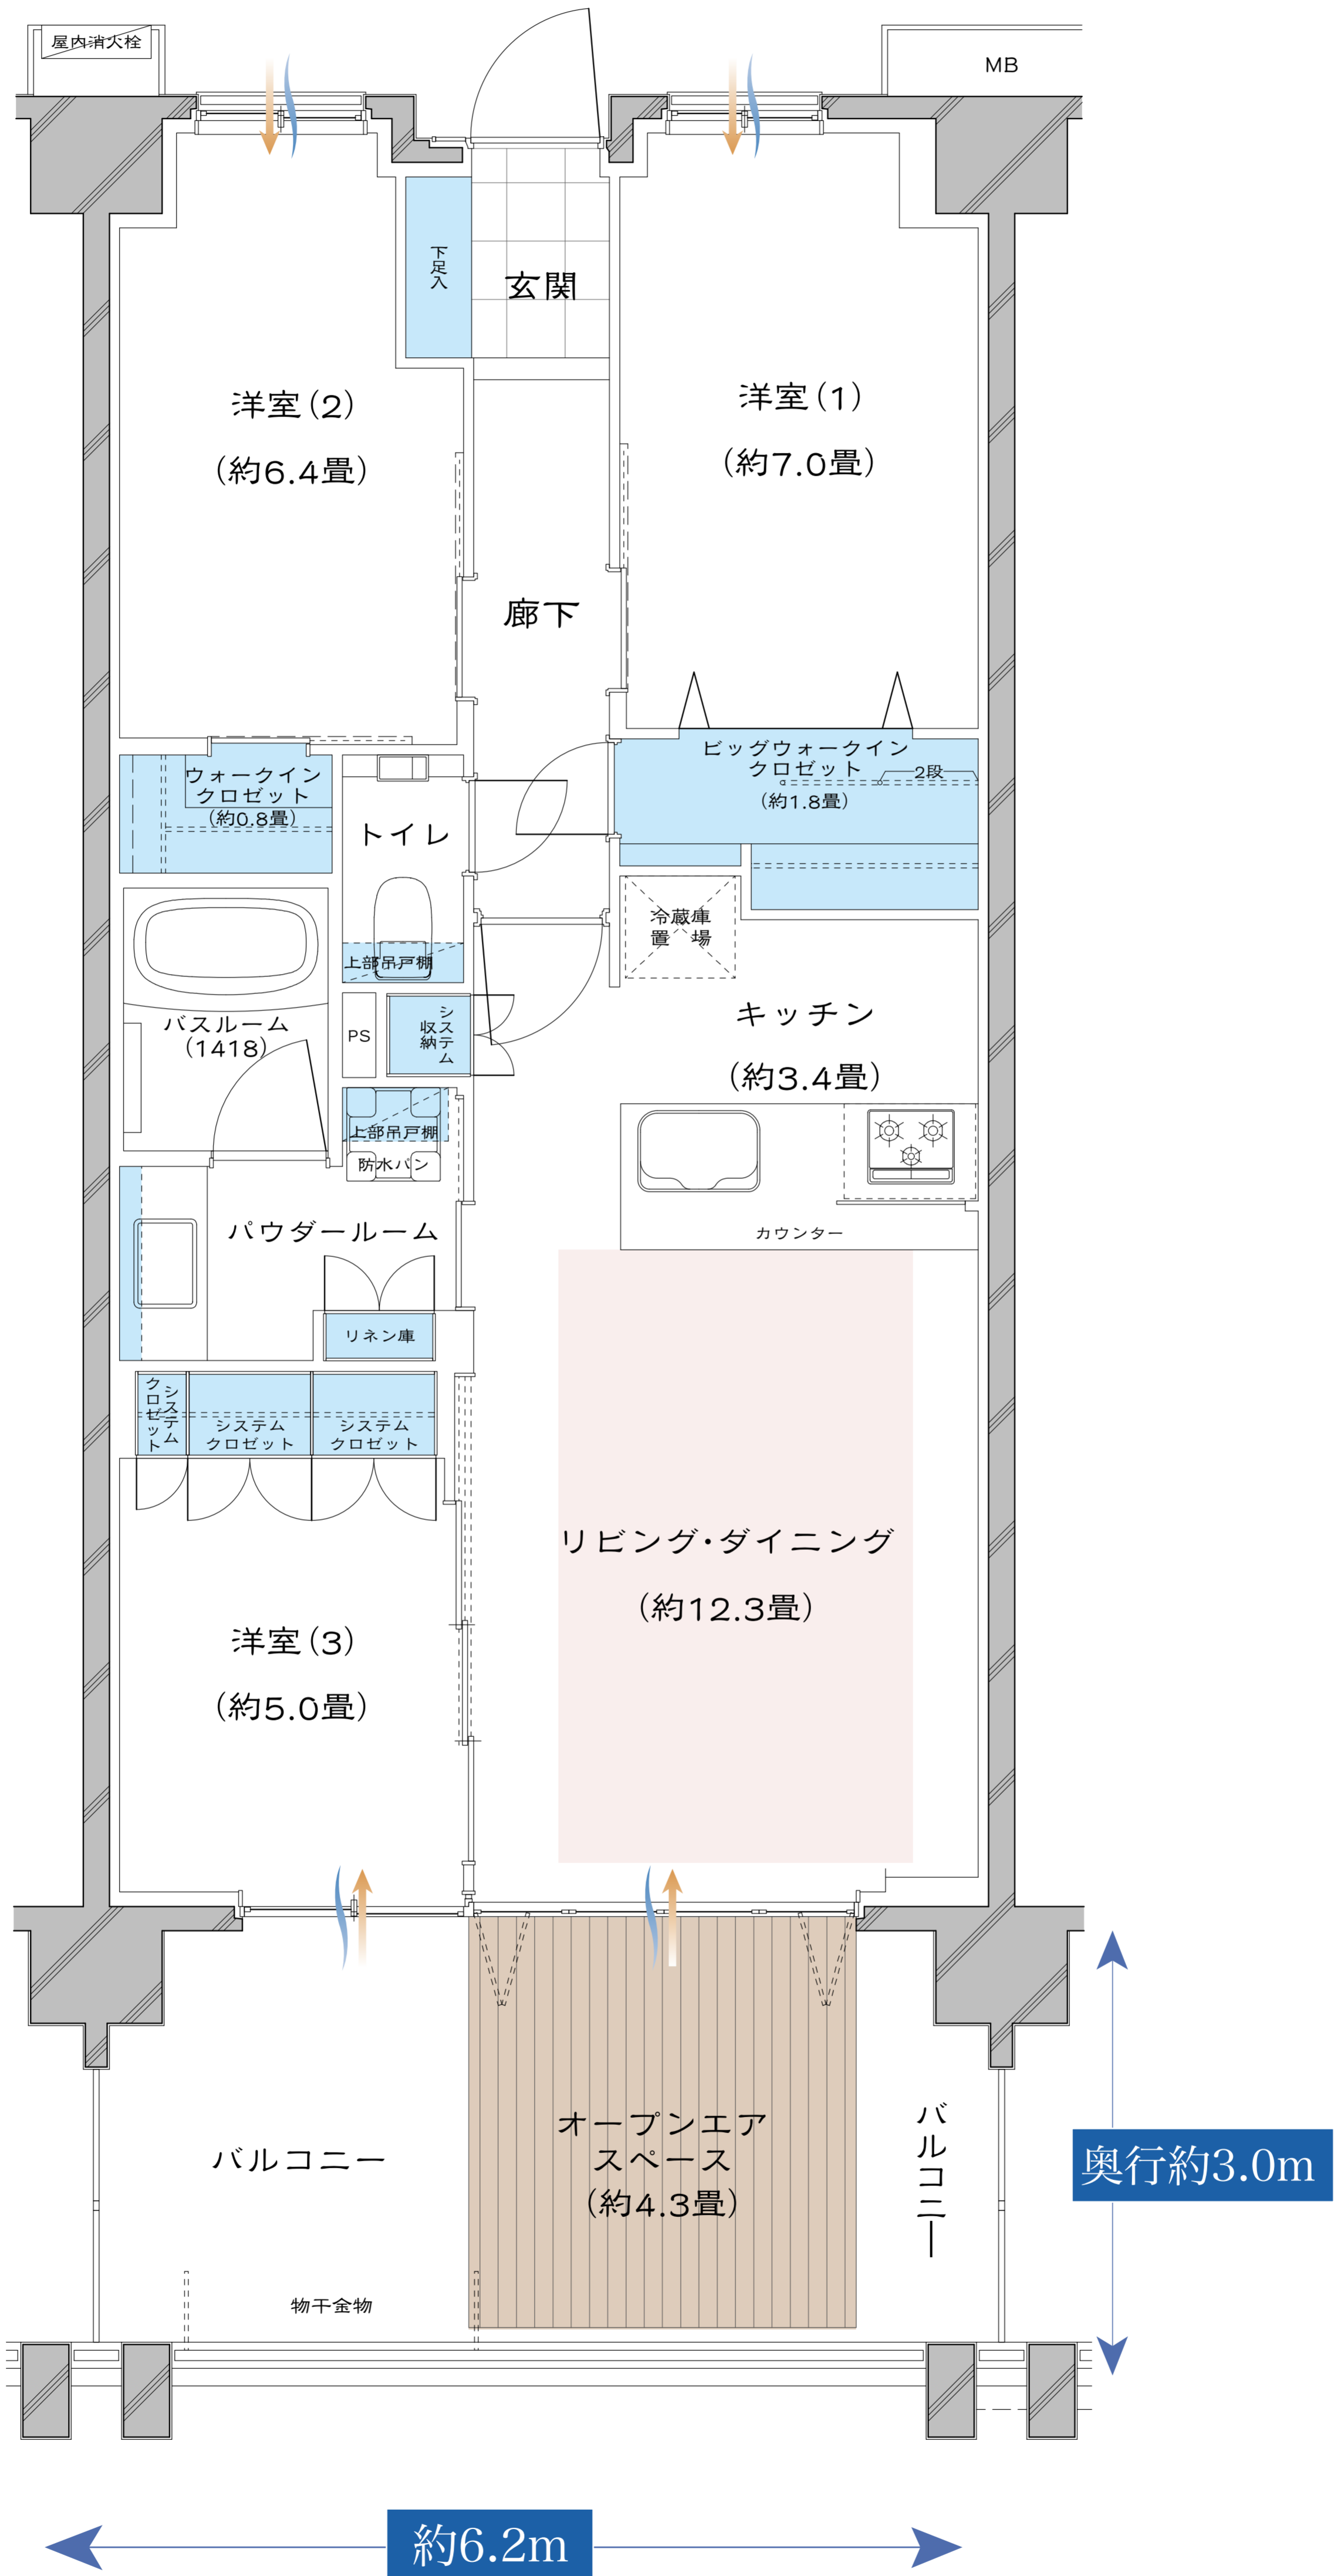 屋内消火栓
MB
下足入
玄関
洋室(2)
(約6.4畳)
洋室(1)
(約7.0畳)
廊下
ウォークイン
クロゼット
(約0.8畳)
ビッグウォークイン
クロゼット
2段
(約1.8畳)
トイレ
冷蔵庫
置場
上部吊戸棚
バスルーム
(1418)
PS
システム
収納
キッチン
(約3.4畳)
上部吊戸棚
防水パン
パウダールーム
カウンター
リネン庫
システム
クロゼット
システム
クロゼット
システム
クロゼット
リビング・ダイニング
(約12.3畳)
洋室(3)
(約5.0畳)
バルコニー
オープンエア
スペース
(約4.3畳)
バルコニー
奥行約3.0m
物干金物
約6.2m